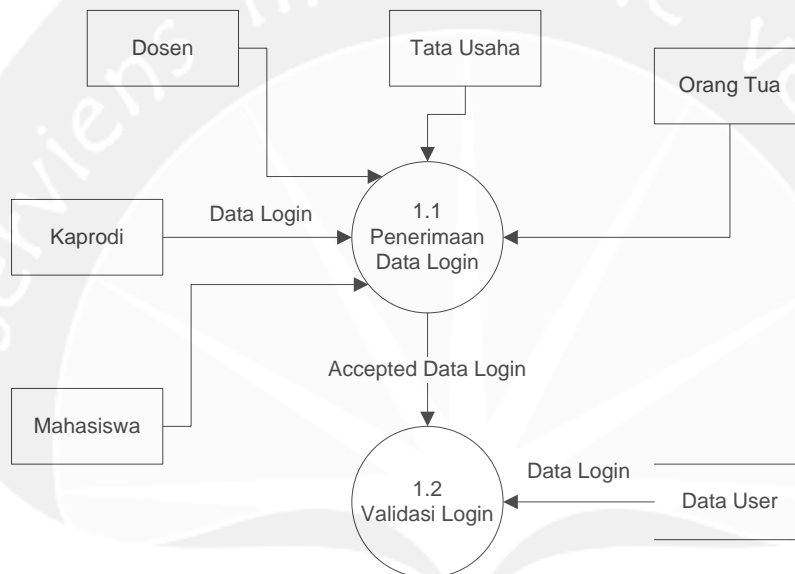 Dosen
Tata Usaha
Orang Tua
Kaprodi
Data Login
1.1
Penerimaan
Data Login
Mahasiswa
Accepted Data Login
1.2
Validasi Login
Data Login
Data User